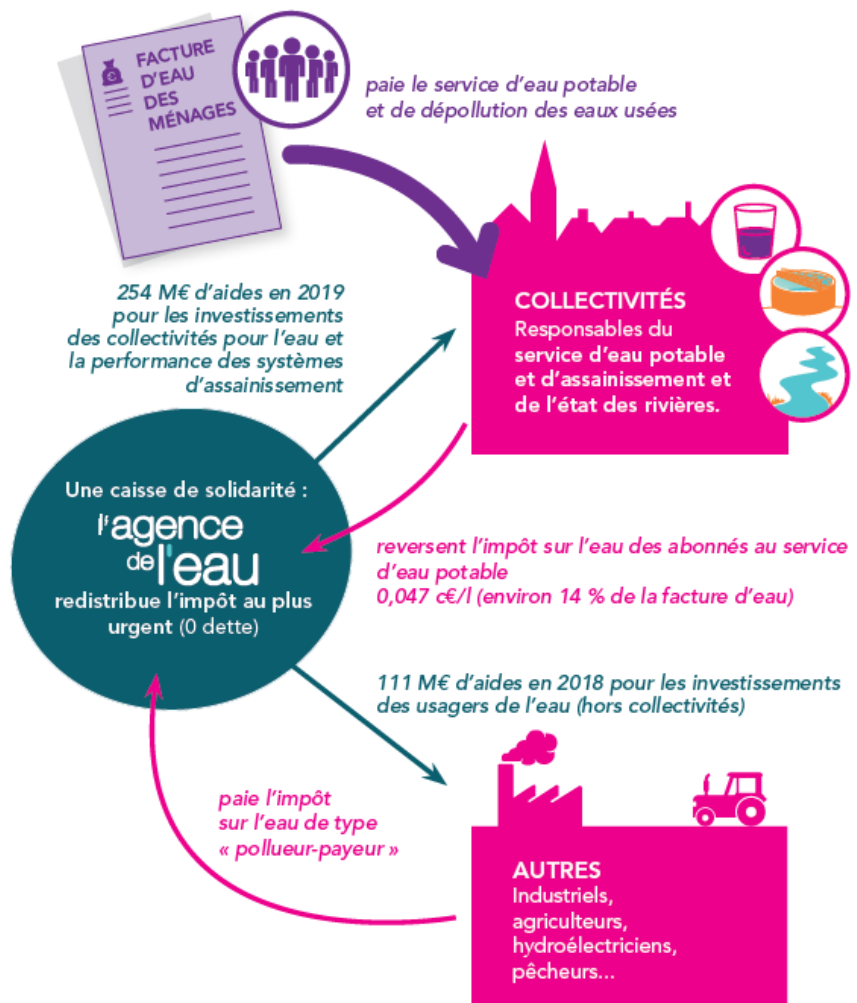 FACTURE
D'EAU
DES
MÉNAGES
paie le service d'eau potable
et de dépollution des eaux usées
254 M€ d'aides en 2019
pour les investissements
des collectivités pour l'eau et
la performance des systèmes
d'assainissement
COLLECTIVITÉS
Responsables du
service d'eau potable
et d'assainissement et
de l'état des rivières.
Une caisse de solidarité :
l'agence
de l'eau
redistribue l'impôt au plus
urgent (0 dette)
reversent l'impôt sur l'eau des abonnés au service
d'eau potable
0,047 c€/l (environ 14 % de la facture d'eau)
111 M€ d'aides en 2018 pour les investissements
des usagers de l'eau (hors collectivités)
paie l'impôt
sur l'eau de type
« pollueur-payeur »
AUTRES
Industriels,
agriculteurs,
hydroélectriciens,
pêcheurs...